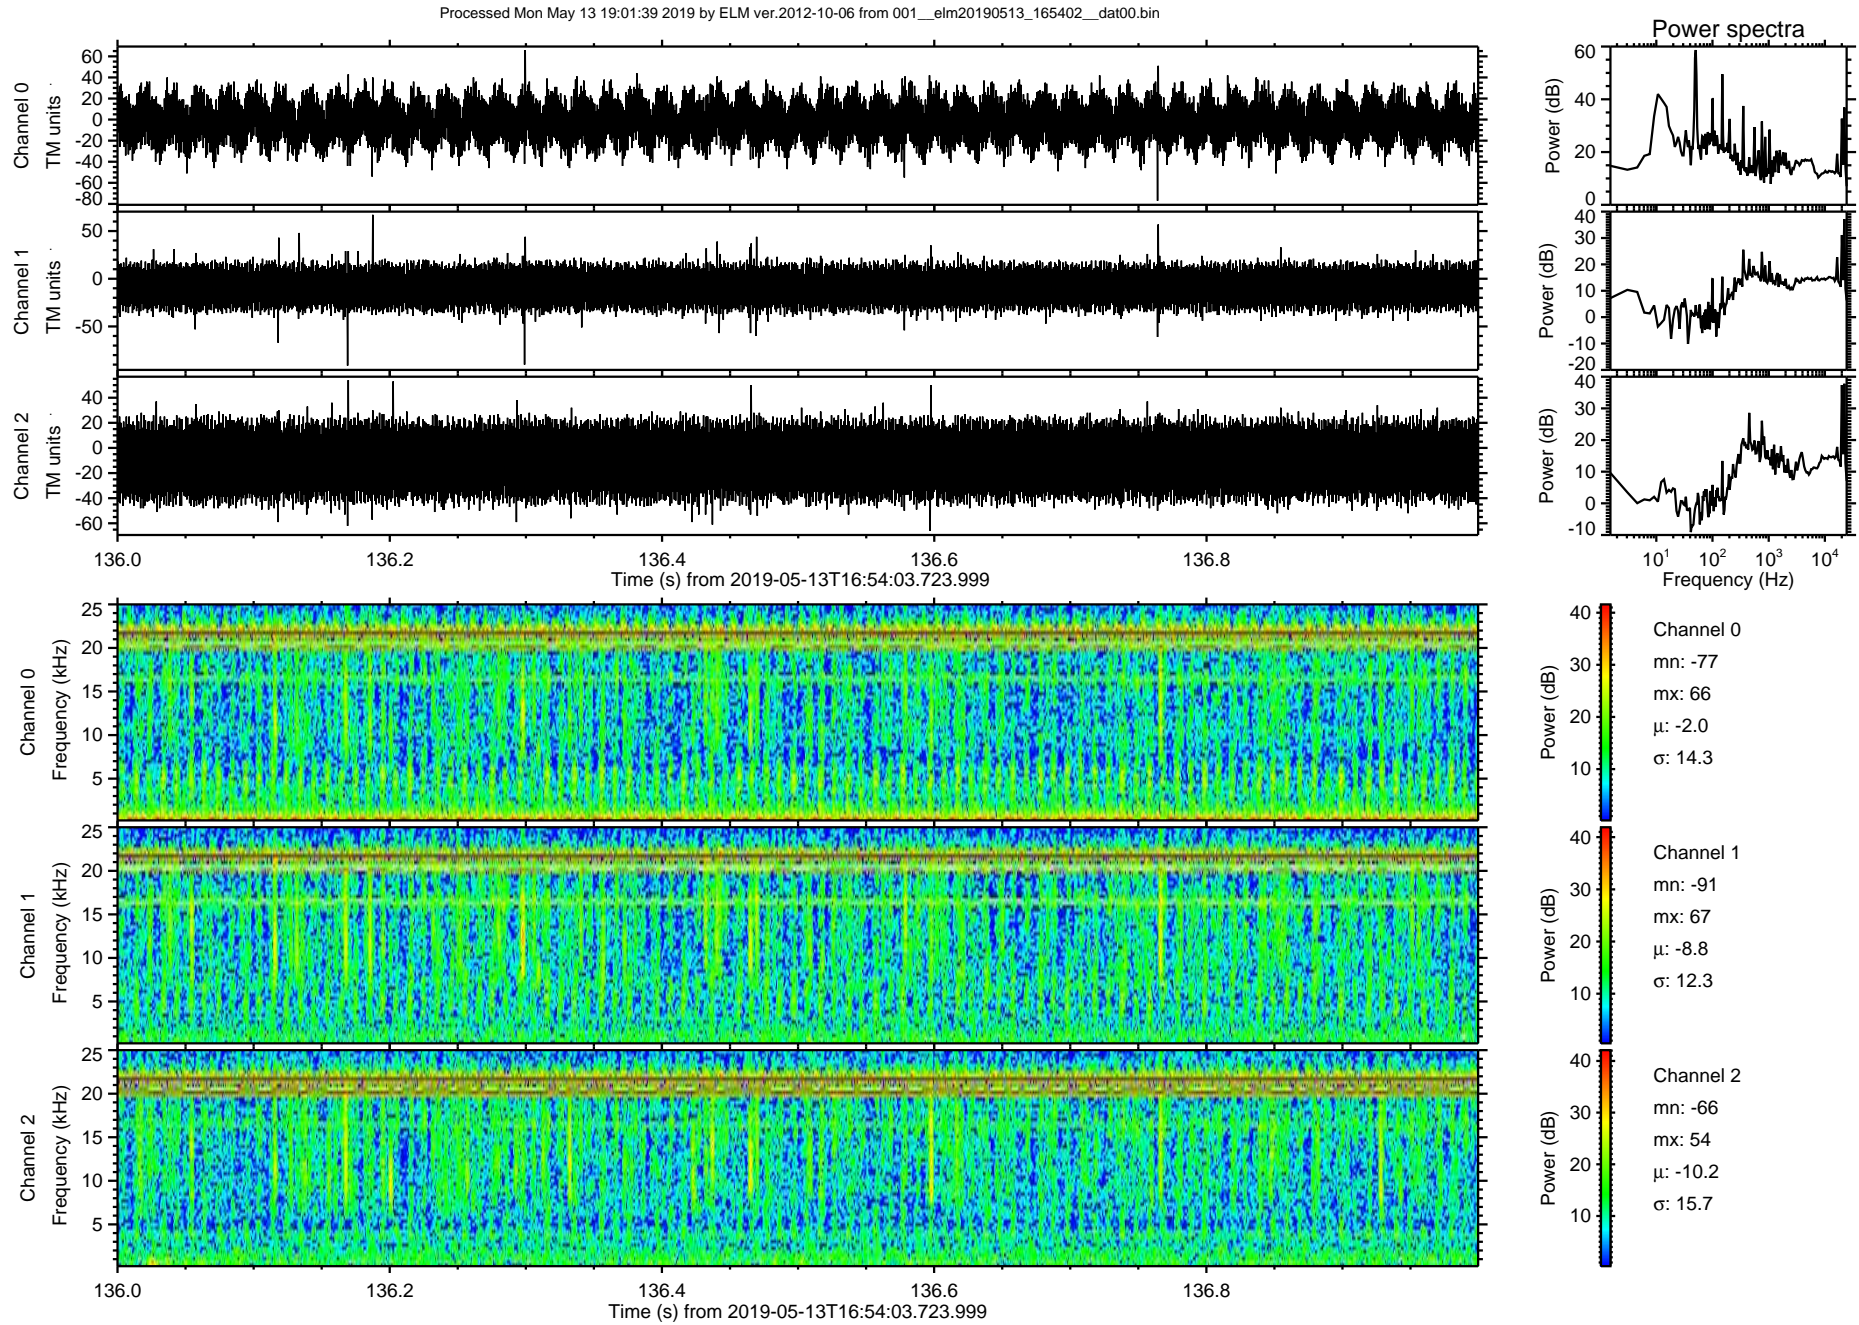 Processed Mon May 13 19:01:39 2019 by ELM ver.2012-10-06 from 001__elm20190513_165402__dat00.bin
Power spectra
Channel 0
TM units
60
40
20
0
-20
-40
-60
-80
Power (dB)
60
40
20
0
Channel 1
TM units
50
0
-50
Power (dB)
40
30
20
10
0
-10
-20
Channel 2
TM units
40
20
0
-20
-40
-60
Power (dB)
40
30
20
10
0
-10
136.0
136.2
136.4
136.6
136.8
Time (s) from 2019-05-13T16:54:03.723.999
10^1
10^2
10^3
10^4
Frequency (Hz)
Channel 0
Frequency (kHz)
25
20
15
10
5
Power (dB)
40
30
20
10
Channel 0
mn: -77
mx: 66
μ: -2.0
σ: 14.3
Channel 1
Frequency (kHz)
25
20
15
10
5
Power (dB)
40
30
20
10
Channel 1
mn: -91
mx: 67
μ: -8.8
σ: 12.3
Channel 2
Frequency (kHz)
25
20
15
10
5
Power (dB)
40
30
20
10
Channel 2
mn: -66
mx: 54
μ: -10.2
σ: 15.7
136.0
136.2
136.4
136.6
136.8
Time (s) from 2019-05-13T16:54:03.723.999